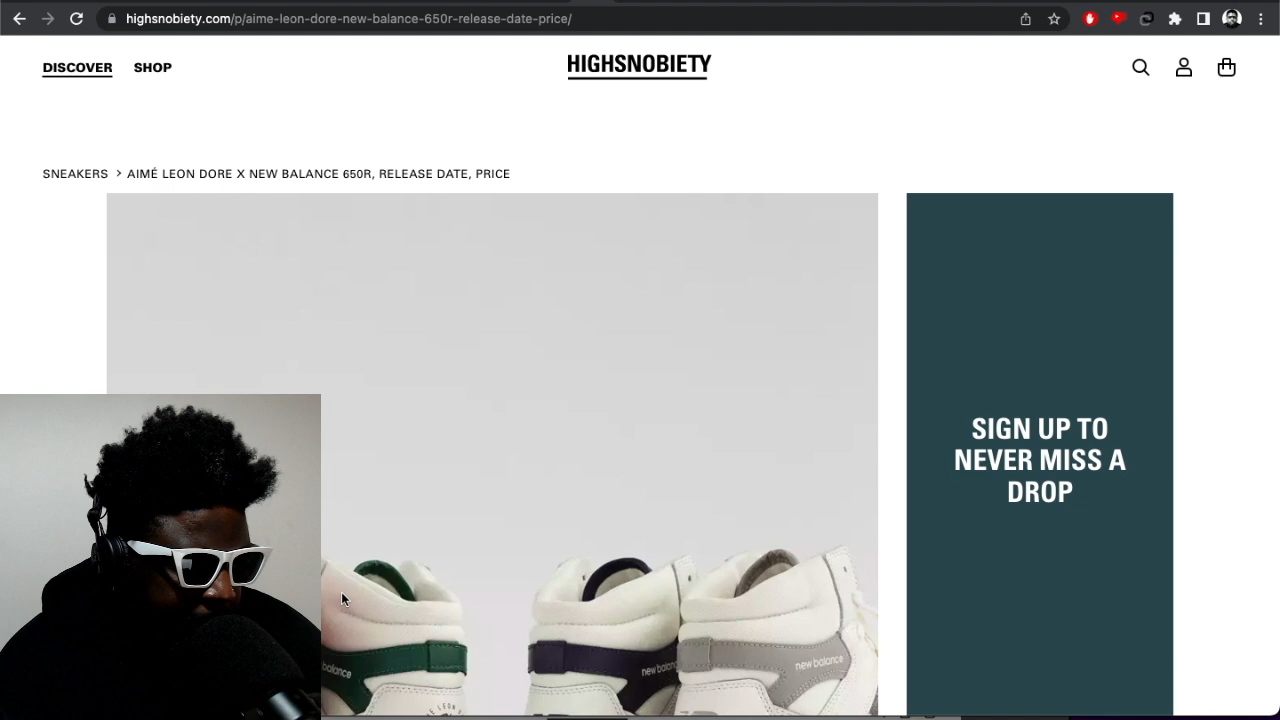 highsnobiety.com/p/aime-leon-dore-new-balance-650r-release-date-price/
DISCOVER SHOP HIGHSNOBIETY
SNEAKERS > AIMÉ LEON DORE X NEW BALANCE 650R, RELEASE DATE, PRICE
SIGN UP TO
NEVER MISS A
DROP
balance new balance new balance